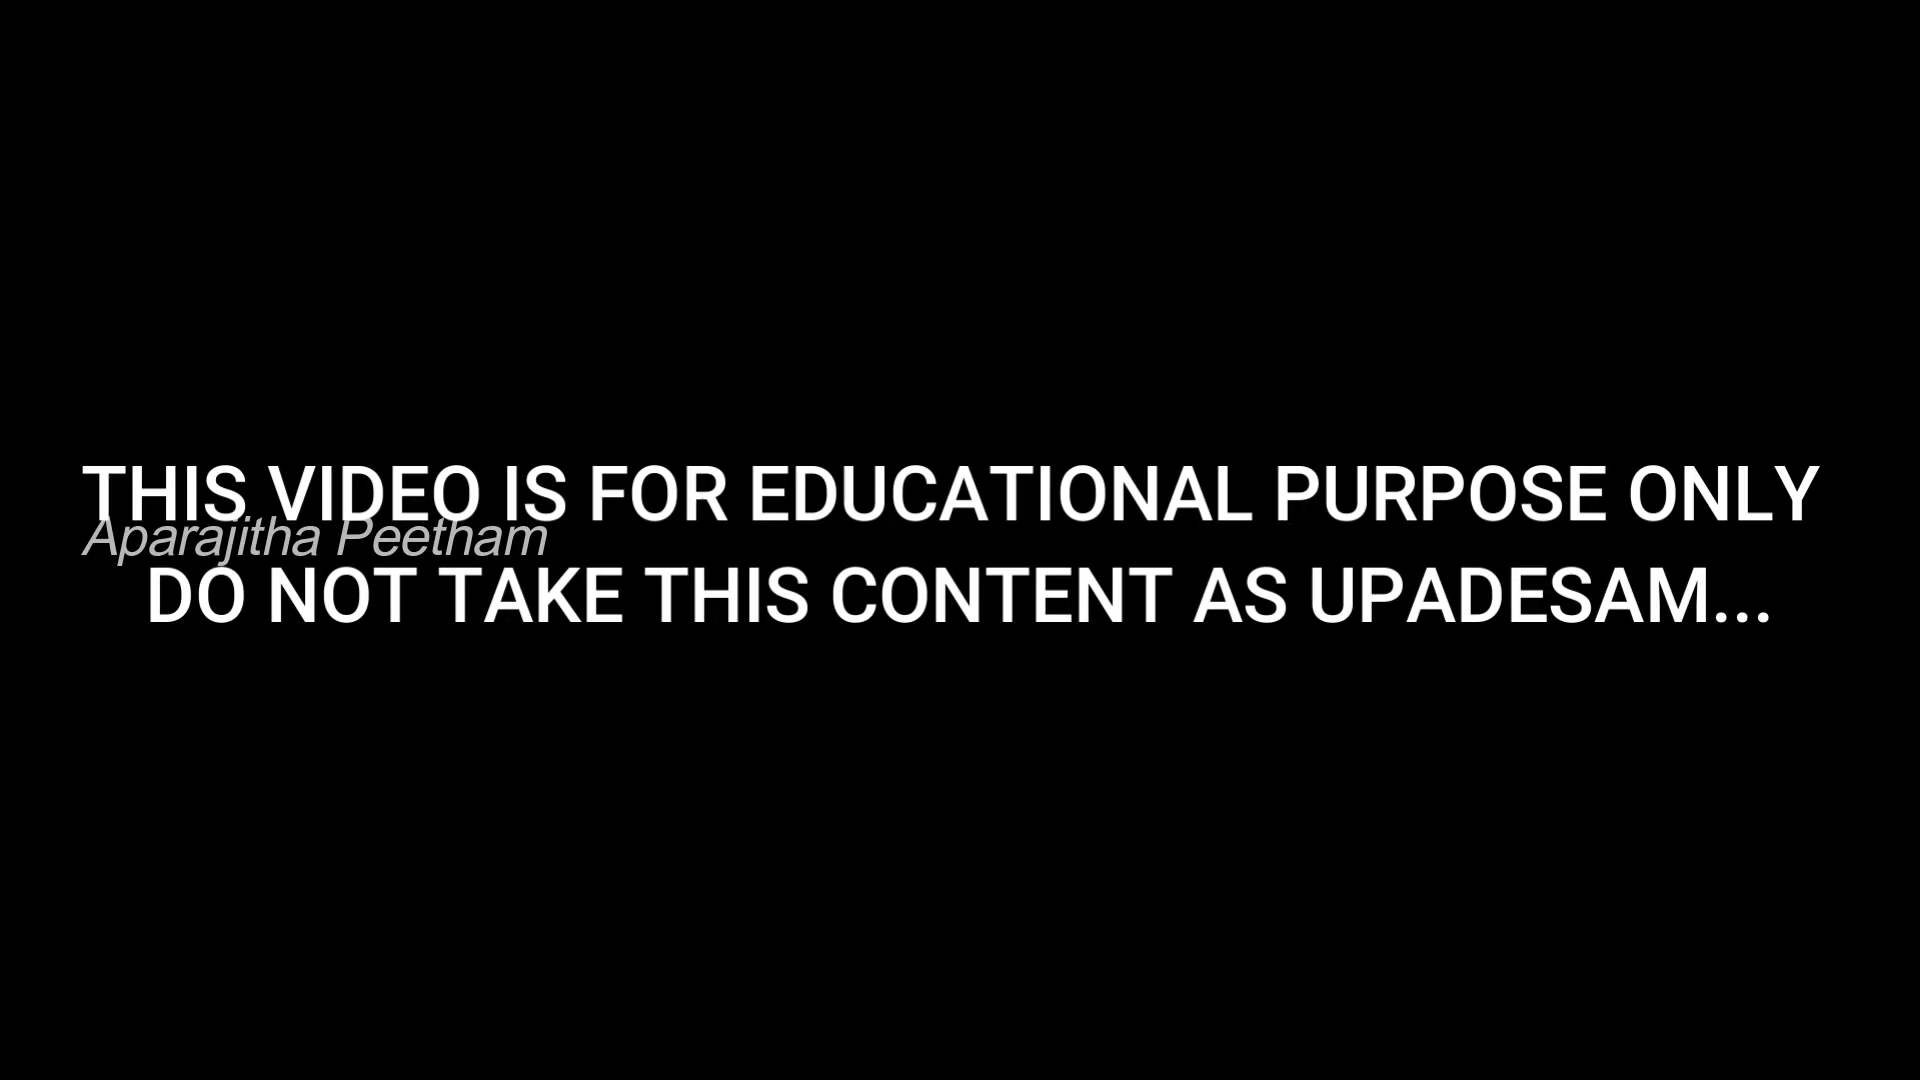 THIS VIDEO IS FOR EDUCATIONAL PURPOSE ONLY
Aparajitha Peetham
DO NOT TAKE THIS CONTENT AS UPADESAM...